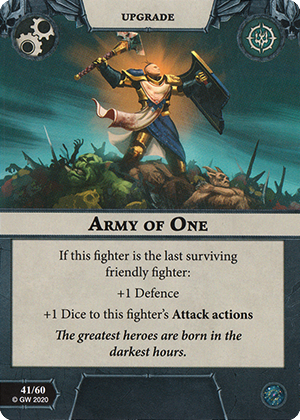 UPGRADE
ARMY OF ONE
If this fighter is the last surviving
friendly fighter:
+1 Defence
+1 Dice to this fighter's Attack actions
The greatest heroes are born in the
darkest hours.
41/60
© GW 2020